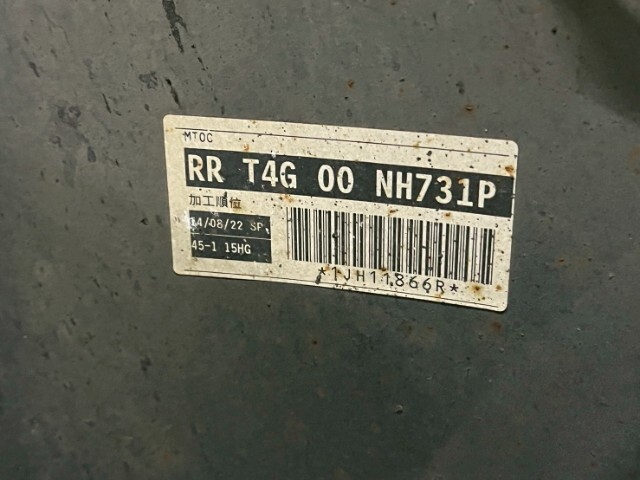 MTOC
RR T4G 00 NH731P
加工順位
14/08/22 SP
45-1 15HG
*1JH11866R*